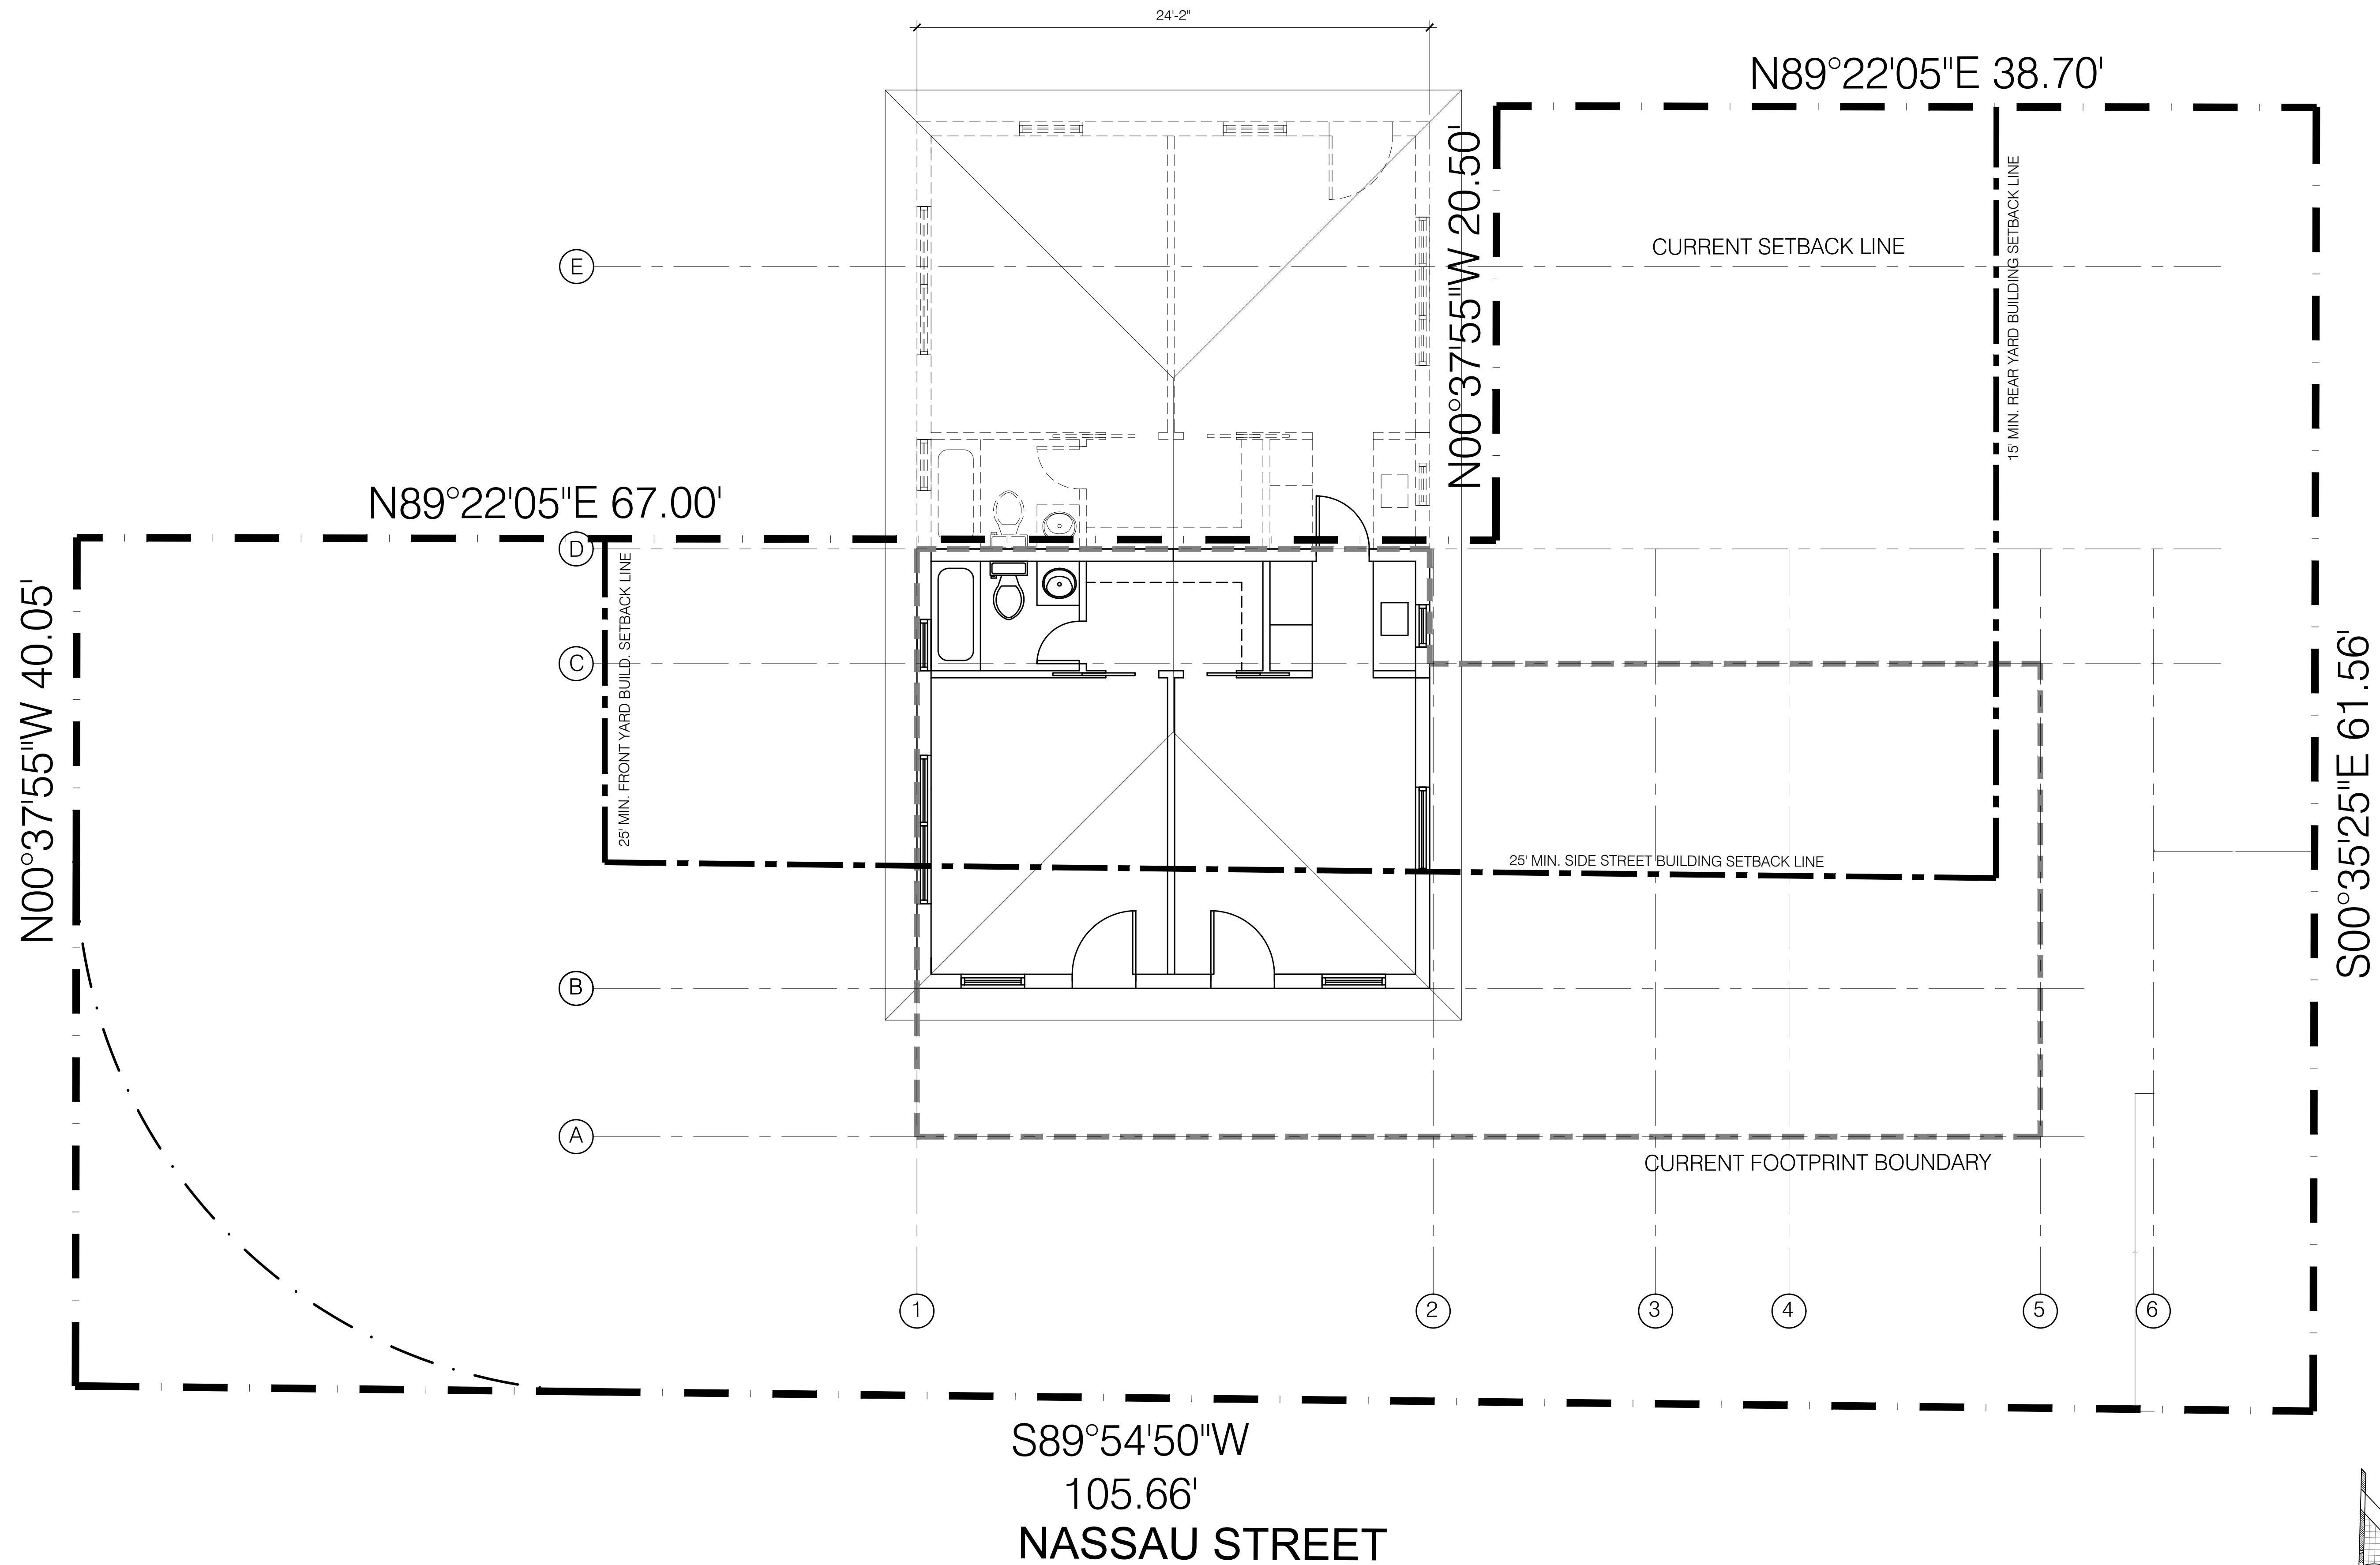 24'-2"
N89°22'05"E 38.70'
N00°37'55"W 20.50'
15' MIN. REAR YARD BUILDING SETBACK LINE
CURRENT SETBACK LINE
E
N89°22'05"E 67.00'
D
25' MIN. FRONT YARD BUILD. SETBACK LINE
N00°37'55"W 40.05'
C
S00°35'25"E 61.56'
25' MIN. SIDE STREET BUILDING SETBACK LINE
B
A
CURRENT FOOTPRINT BOUNDARY
1
2
3
4
5
6
S89°54'50"W
105.66'
NASSAU STREET